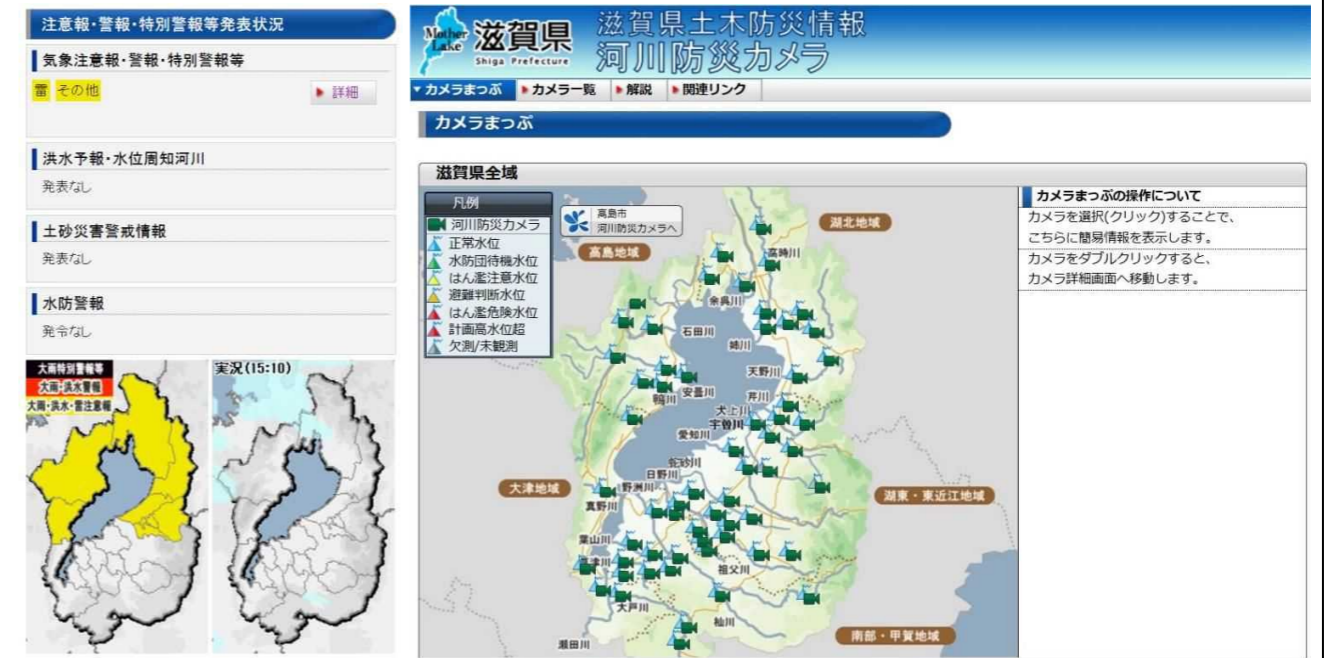 注意報・警報・特別警報等発表状況
気象注意報・警報・特別警報等
雷 その他
詳細
洪水予報・水位周知河川
発表なし
土砂災害警戒情報
発表なし
水防警報
発令なし
大雨特別警報等
大雨・洪水警報
大雨・洪水・雷注意報
実況(15:10)
Mother Lake
滋賀県
Shiga Prefecture
滋賀県土木防災情報
河川防災カメラ
カメラまっぷ
カメラ一覧
解説
関連リンク
カメラまっぷ
滋賀県全域
凡例
河川防災カメラ
正常水位
水防団待機水位
はん濫注意水位
避難判断水位
はん濫危険水位
計画高水位超
欠測/未観測
高島市
河川防災カメラへ
高島地域
湖北地域
高時川
余呉川
石田川
姉川
天野川
安曇川
鴨川
芹川
犬上川
宇曽川
愛知川
蛇砂川
日野川
野洲川
大津地域
湖東・東近江地域
真野川
葉山川
草津川
祖父川
大戸川
杣川
瀬田川
南部・甲賀地域
カメラまっぷの操作について
カメラを選択(クリック)することで、
こちらに簡易情報を表示します。
カメラをダブルクリックすると、
カメラ詳細画面へ移動します。